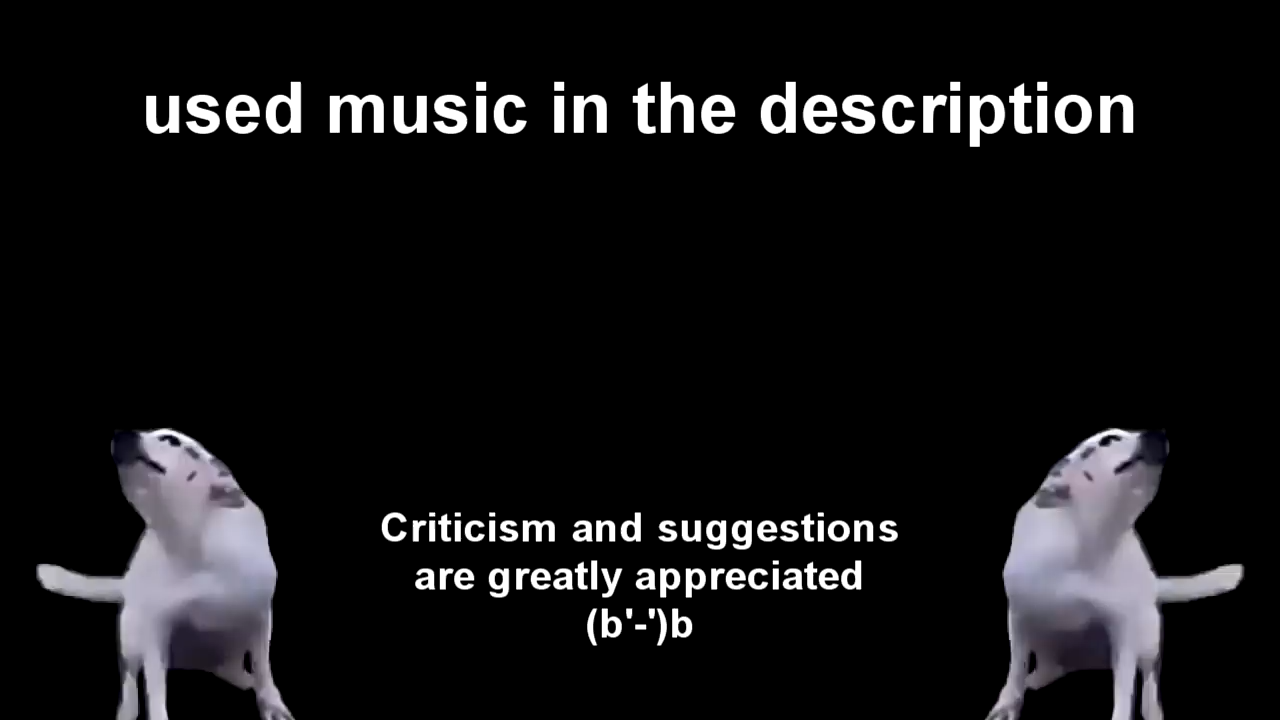 used music in the description
Criticism and suggestions
are greatly appreciated
(b'-')b